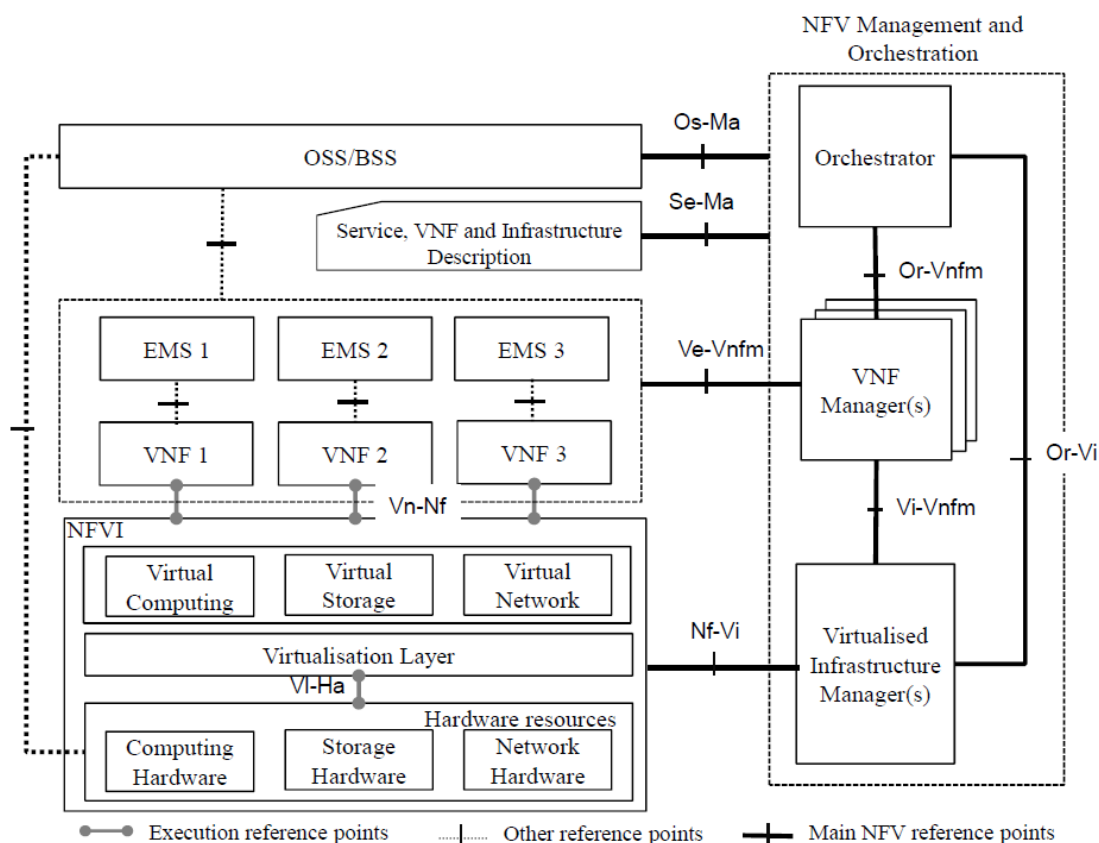 NFV Management and
Orchestration
Os-Ma
OSS/BSS
Orchestrator
Se-Ma
Service, VNF and Infrastructure
Description
Or-Vnfm
EMS 1
EMS 2
EMS 3
Ve-Vnfm
VNF
Manager(s)
VNF 1
VNF 2
VNF 3
Or-Vi
Vn-Nf
Vi-Vnfm
NFVI
Virtual
Computing
Virtual
Storage
Virtual
Network
Nf-Vi
Virtualised
Infrastructure
Manager(s)
Virtualisation Layer
Vl-Ha
Hardware resources
Computing
Hardware
Storage
Hardware
Network
Hardware
Execution reference points
Other reference points
Main NFV reference points